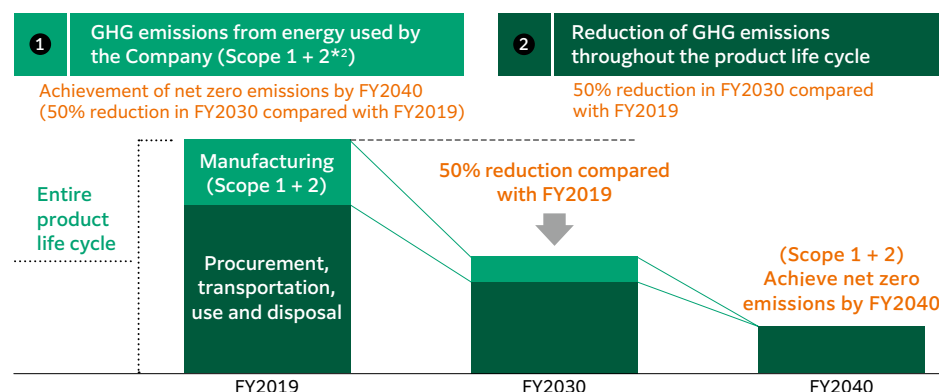 1
GHG emissions from energy used by
the Company (Scope 1 + 2*2)
Achievement of net zero emissions by FY2040
(50% reduction in FY2030 compared with FY2019)
2
Reduction of GHG emissions
throughout the product life cycle
50% reduction in FY2030 compared
with FY2019
Entire
product
life cycle
Manufacturing
(Scope 1 + 2)
Procurement,
transportation,
use and disposal
50% reduction compared
with FY2019
(Scope 1 + 2)
Achieve net zero
emissions by FY2040
FY2019
FY2030
FY2040